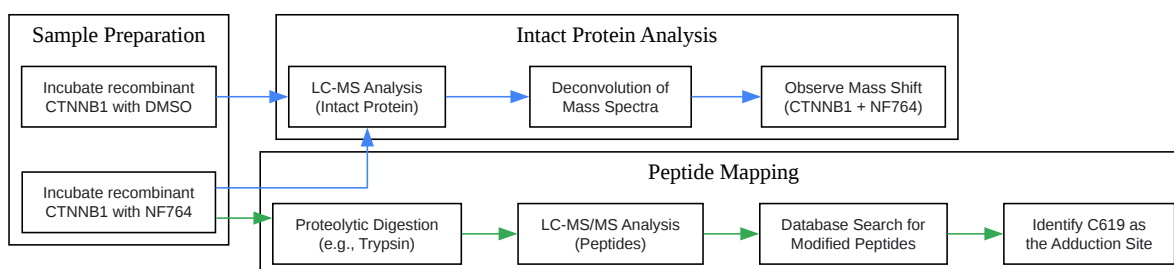 Sample Preparation
Incubate recombinant
CTNNB1 with DMSO
Incubate recombinant
CTNNB1 with NF764
Intact Protein Analysis
LC-MS Analysis
(Intact Protein)
Deconvolution of
Mass Spectra
Observe Mass Shift
(CTNNB1 + NF764)
Peptide Mapping
Proteolytic Digestion
(e.g., Trypsin)
LC-MS/MS Analysis
(Peptides)
Database Search for
Modified Peptides
Identify C619 as
the Adduction Site